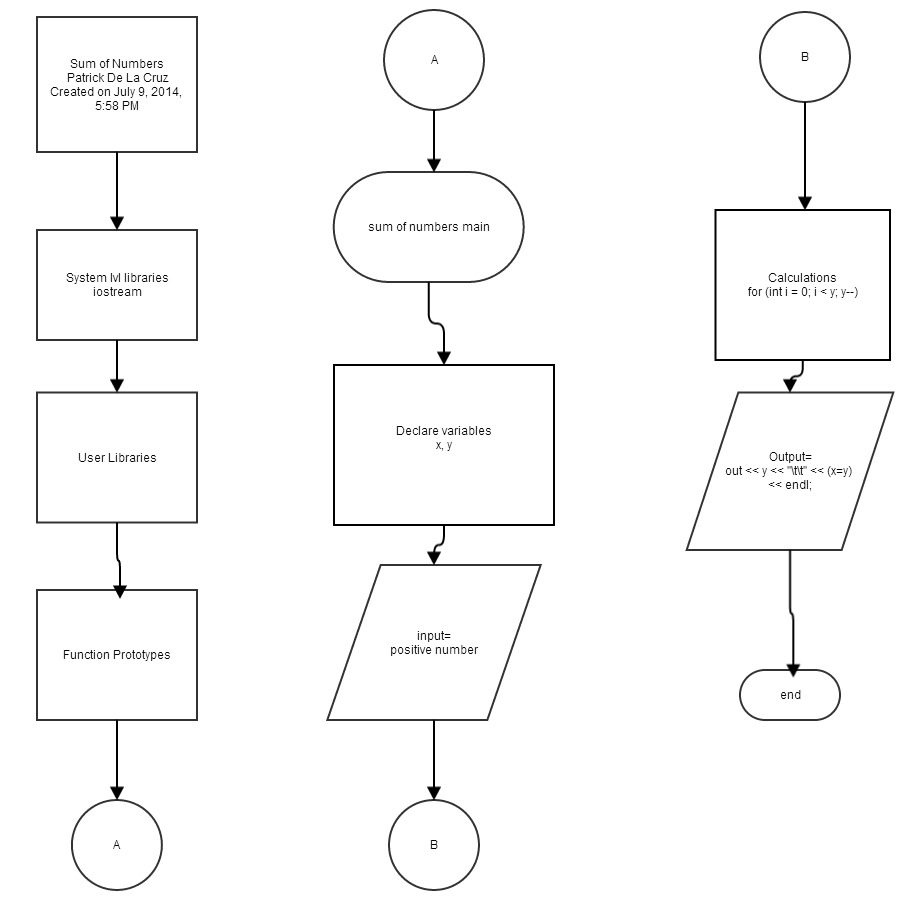 Sum of Numbers
Patrick De La Cruz
Created on July 9, 2014,
5:58 PM
System lvl libraries
iostream
User Libraries
Function Prototypes
A
A
sum of numbers main
Declare variables
x, y
input=
positive number
B
B
Calculations
for (int i = 0; i < y; y--)
Output=
out << y << "\t\t" << (x=y)
<< endl;
end